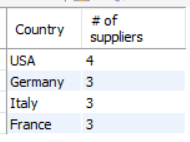 Country # of suppliers
USA 4
Germany 3
Italy 3
France 3